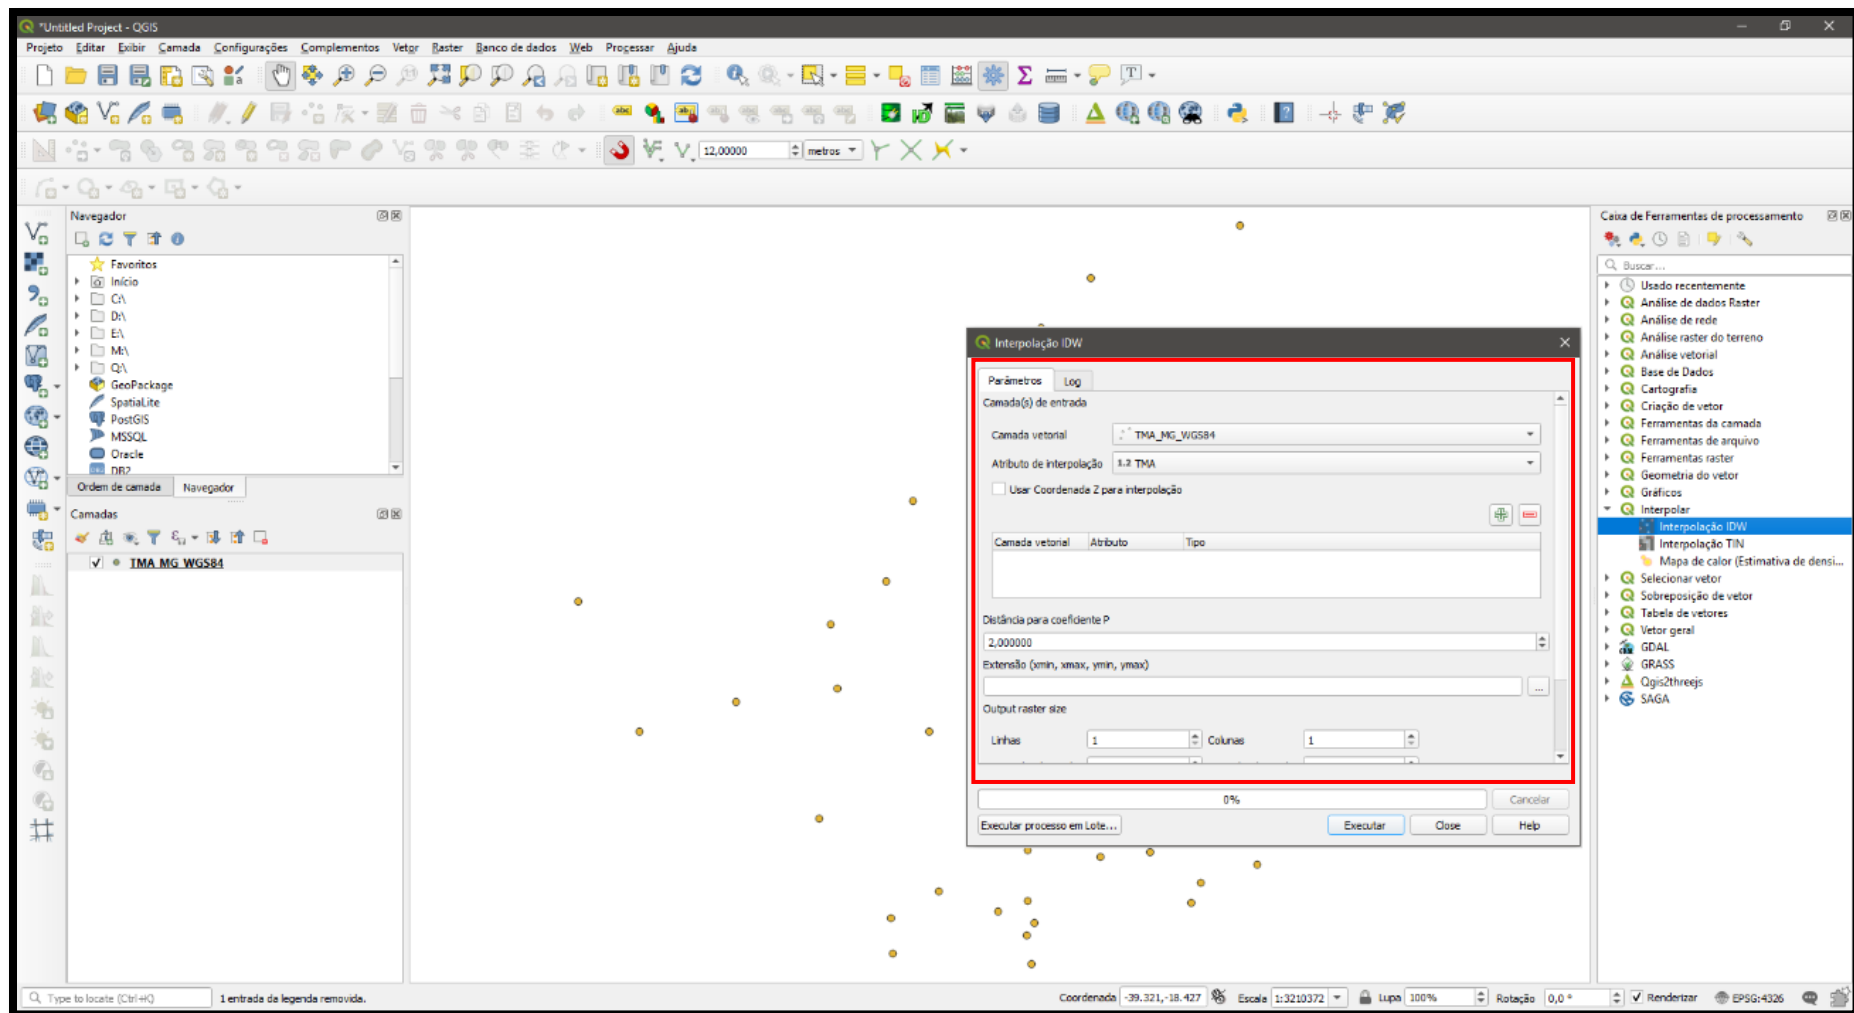 *Untitled Project - QGIS
Projeto Editar Exibir Camada Configurações Complementos Vetor Raster Banco de dados Web Processar Ajuda
12,00000 metros
Navegador
Favoritos
Início
C:\
D:\
E:\
M:\
Q:\
GeoPackage
SpatiaLite
PostGIS
MSSQL
Oracle
DB2
Ordem de camada Navegador
Camadas
TMA_MG_WGS84
Interpolação IDW
Parâmetros Log
Camada(s) de entrada
Camada vetorial TMA_MG_WGS84
Atributo de interpolação 1.2 TMA
Usar Coordenada Z para interpolação
Camada vetorial Atributo Tipo
Distância para coeficiente P
2,000000
Extensão (xmin, xmax, ymin, ymax)
...
Output raster size
Linhas 1 Colunas 1
0% Cancelar
Executar processo em Lote... Executar Close Help
Caixa de Ferramentas de processamento
Buscar...
Usado recentemente
Análise de dados Raster
Análise de rede
Análise raster do terreno
Análise vetorial
Base de Dados
Cartografia
Criação de vetor
Ferramentas da camada
Ferramentas de arquivo
Ferramentas raster
Geometria do vetor
Gráficos
Interpolar
Interpolação IDW
Interpolação TIN
Mapa de calor (Estimativa de densi...
Selecionar vetor
Sobreposição de vetor
Tabela de vetores
Vetor geral
GDAL
GRASS
Qgis2threejs
SAGA
Type to locate (Ctrl+K) 1 entrada da legenda removida. Coordenada -39.321,-18.427 Escala 1:3210372 Lupa 100% Rotação 0,0 ° Renderizar EPSG:4326